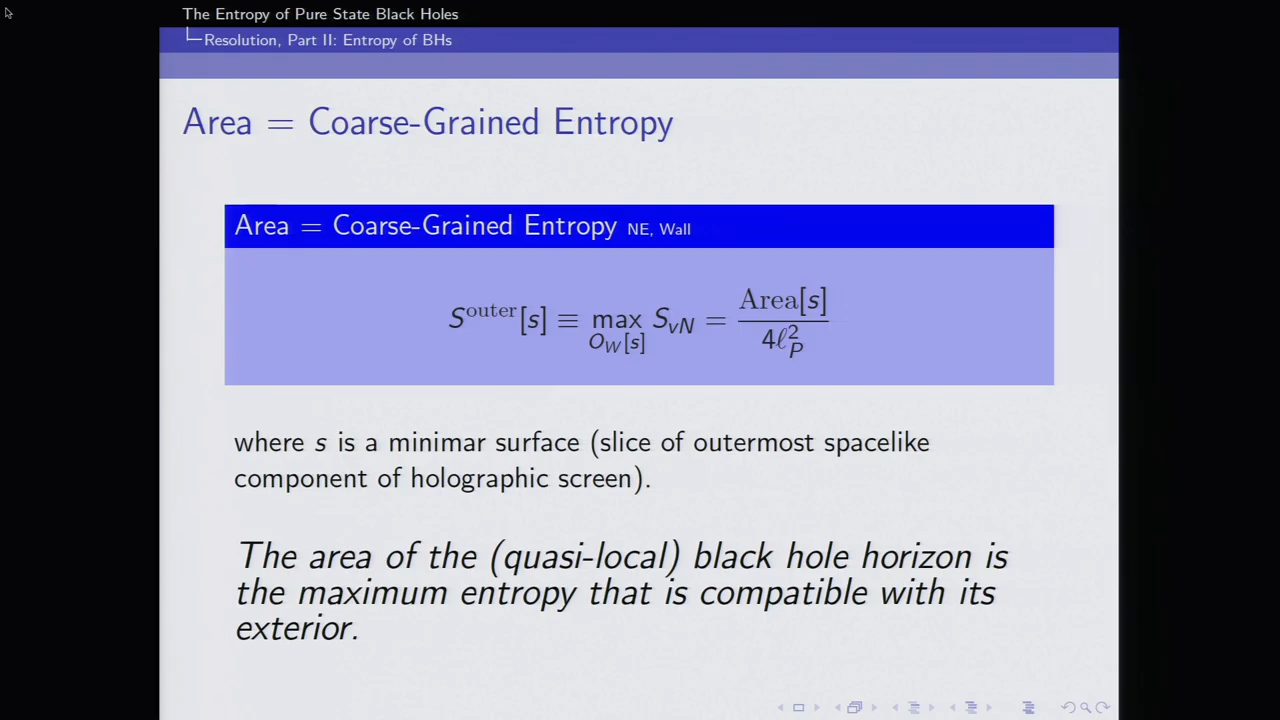 The Entropy of Pure State Black Holes
Resolution, Part II: Entropy of BHs
Area = Coarse-Grained Entropy
Area = Coarse-Grained Entropy NE, Wall
S^outer[s] ≡ max_{O_W[s]} S_vN = Area[s] / 4ℓ_P^2
where s is a minimar surface (slice of outermost spacelike
component of holographic screen).
The area of the (quasi-local) black hole horizon is
the maximum entropy that is compatible with its
exterior.